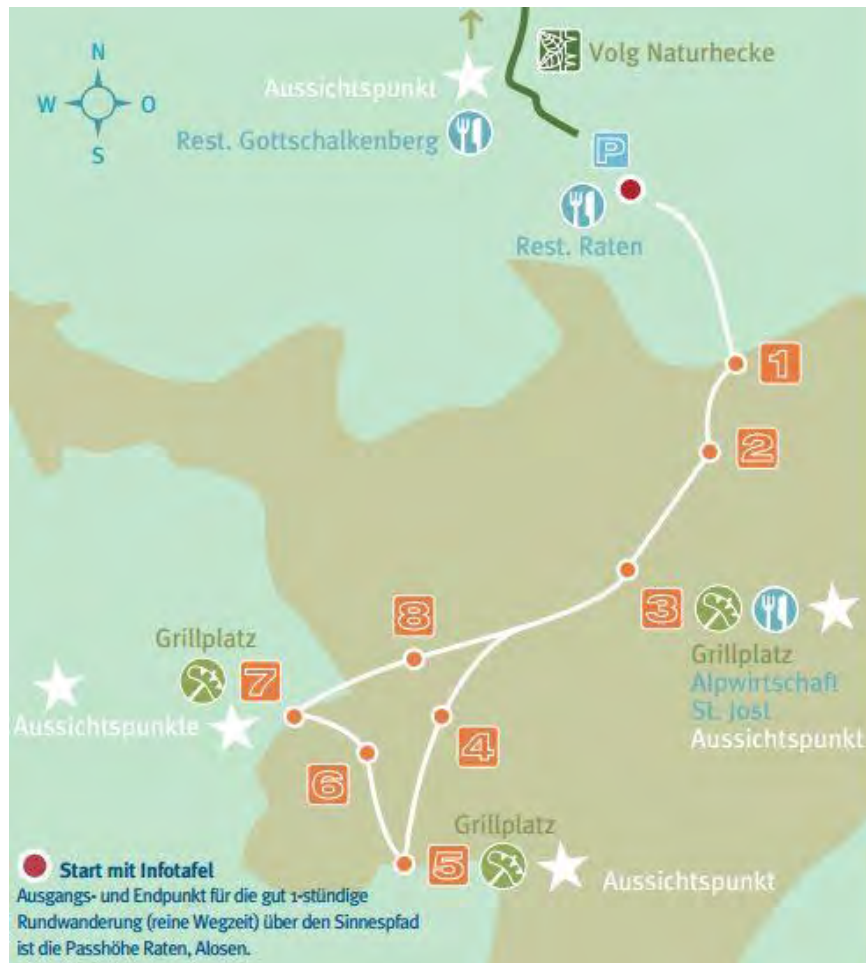 N
W
O
S
Volg Naturhecke
Aussichtspunkt
Rest. Gottschalkenberg
P
Rest. Raten
1
2
3
Grillplatz
Alpwirtschaft
St. Jost
Aussichtspunkt
8
Grillplatz
7
Aussichtspunkte
4
6
Grillplatz
5
Aussichtspunkt
Start mit Infotafel
Ausgangs- und Endpunkt für die gut 1-stündige
Rundwanderung (reine Wegzeit) über den Sinnespfad
ist die Passhöhe Raten, Alosen.